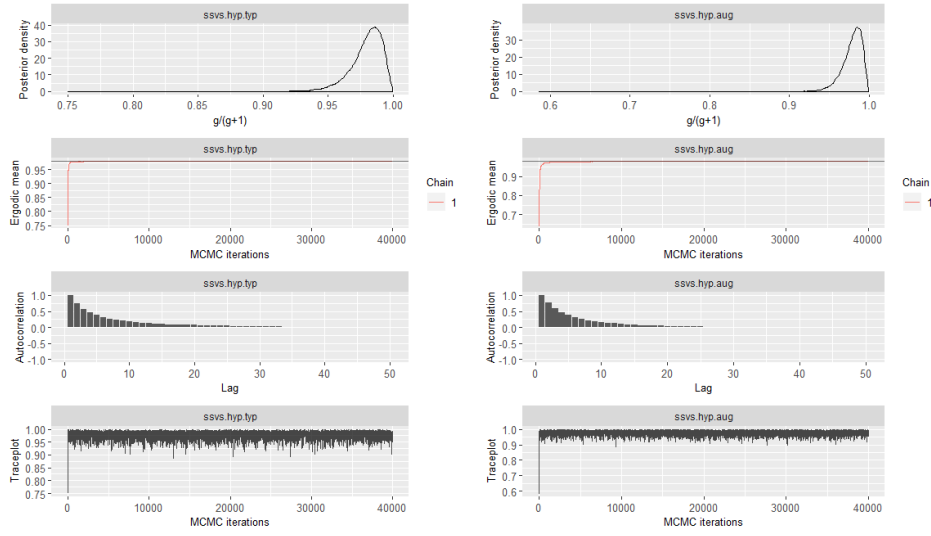 ssvs.hyp.typ
Posterior density
40
30
20
10
0
0.75 0.80 0.85 0.90 0.95 1.00
g/(g+1)
ssvs.hyp.typ
Ergodic mean
0.95
0.90
0.85
0.80
0.75
0 10000 20000 30000 40000
MCMC iterations
Chain
1
ssvs.hyp.typ
Autocorrelation
1.0
0.5
0.0
-0.5
-1.0
0 10 20 30 40 50
Lag
ssvs.hyp.typ
Traceplot
1.00
0.95
0.90
0.85
0.80
0.75
0 10000 20000 30000 40000
MCMC iterations
ssvs.hyp.aug
Posterior density
30
20
10
0
0.6 0.7 0.8 0.9 1.0
g/(g+1)
ssvs.hyp.aug
Ergodic mean
0.9
0.8
0.7
0 10000 20000 30000 40000
MCMC iterations
Chain
1
ssvs.hyp.aug
Autocorrelation
1.0
0.5
0.0
-0.5
-1.0
0 10 20 30 40 50
Lag
ssvs.hyp.aug
Traceplot
1.0
0.9
0.8
0.7
0.6
0 10000 20000 30000 40000
MCMC iterations